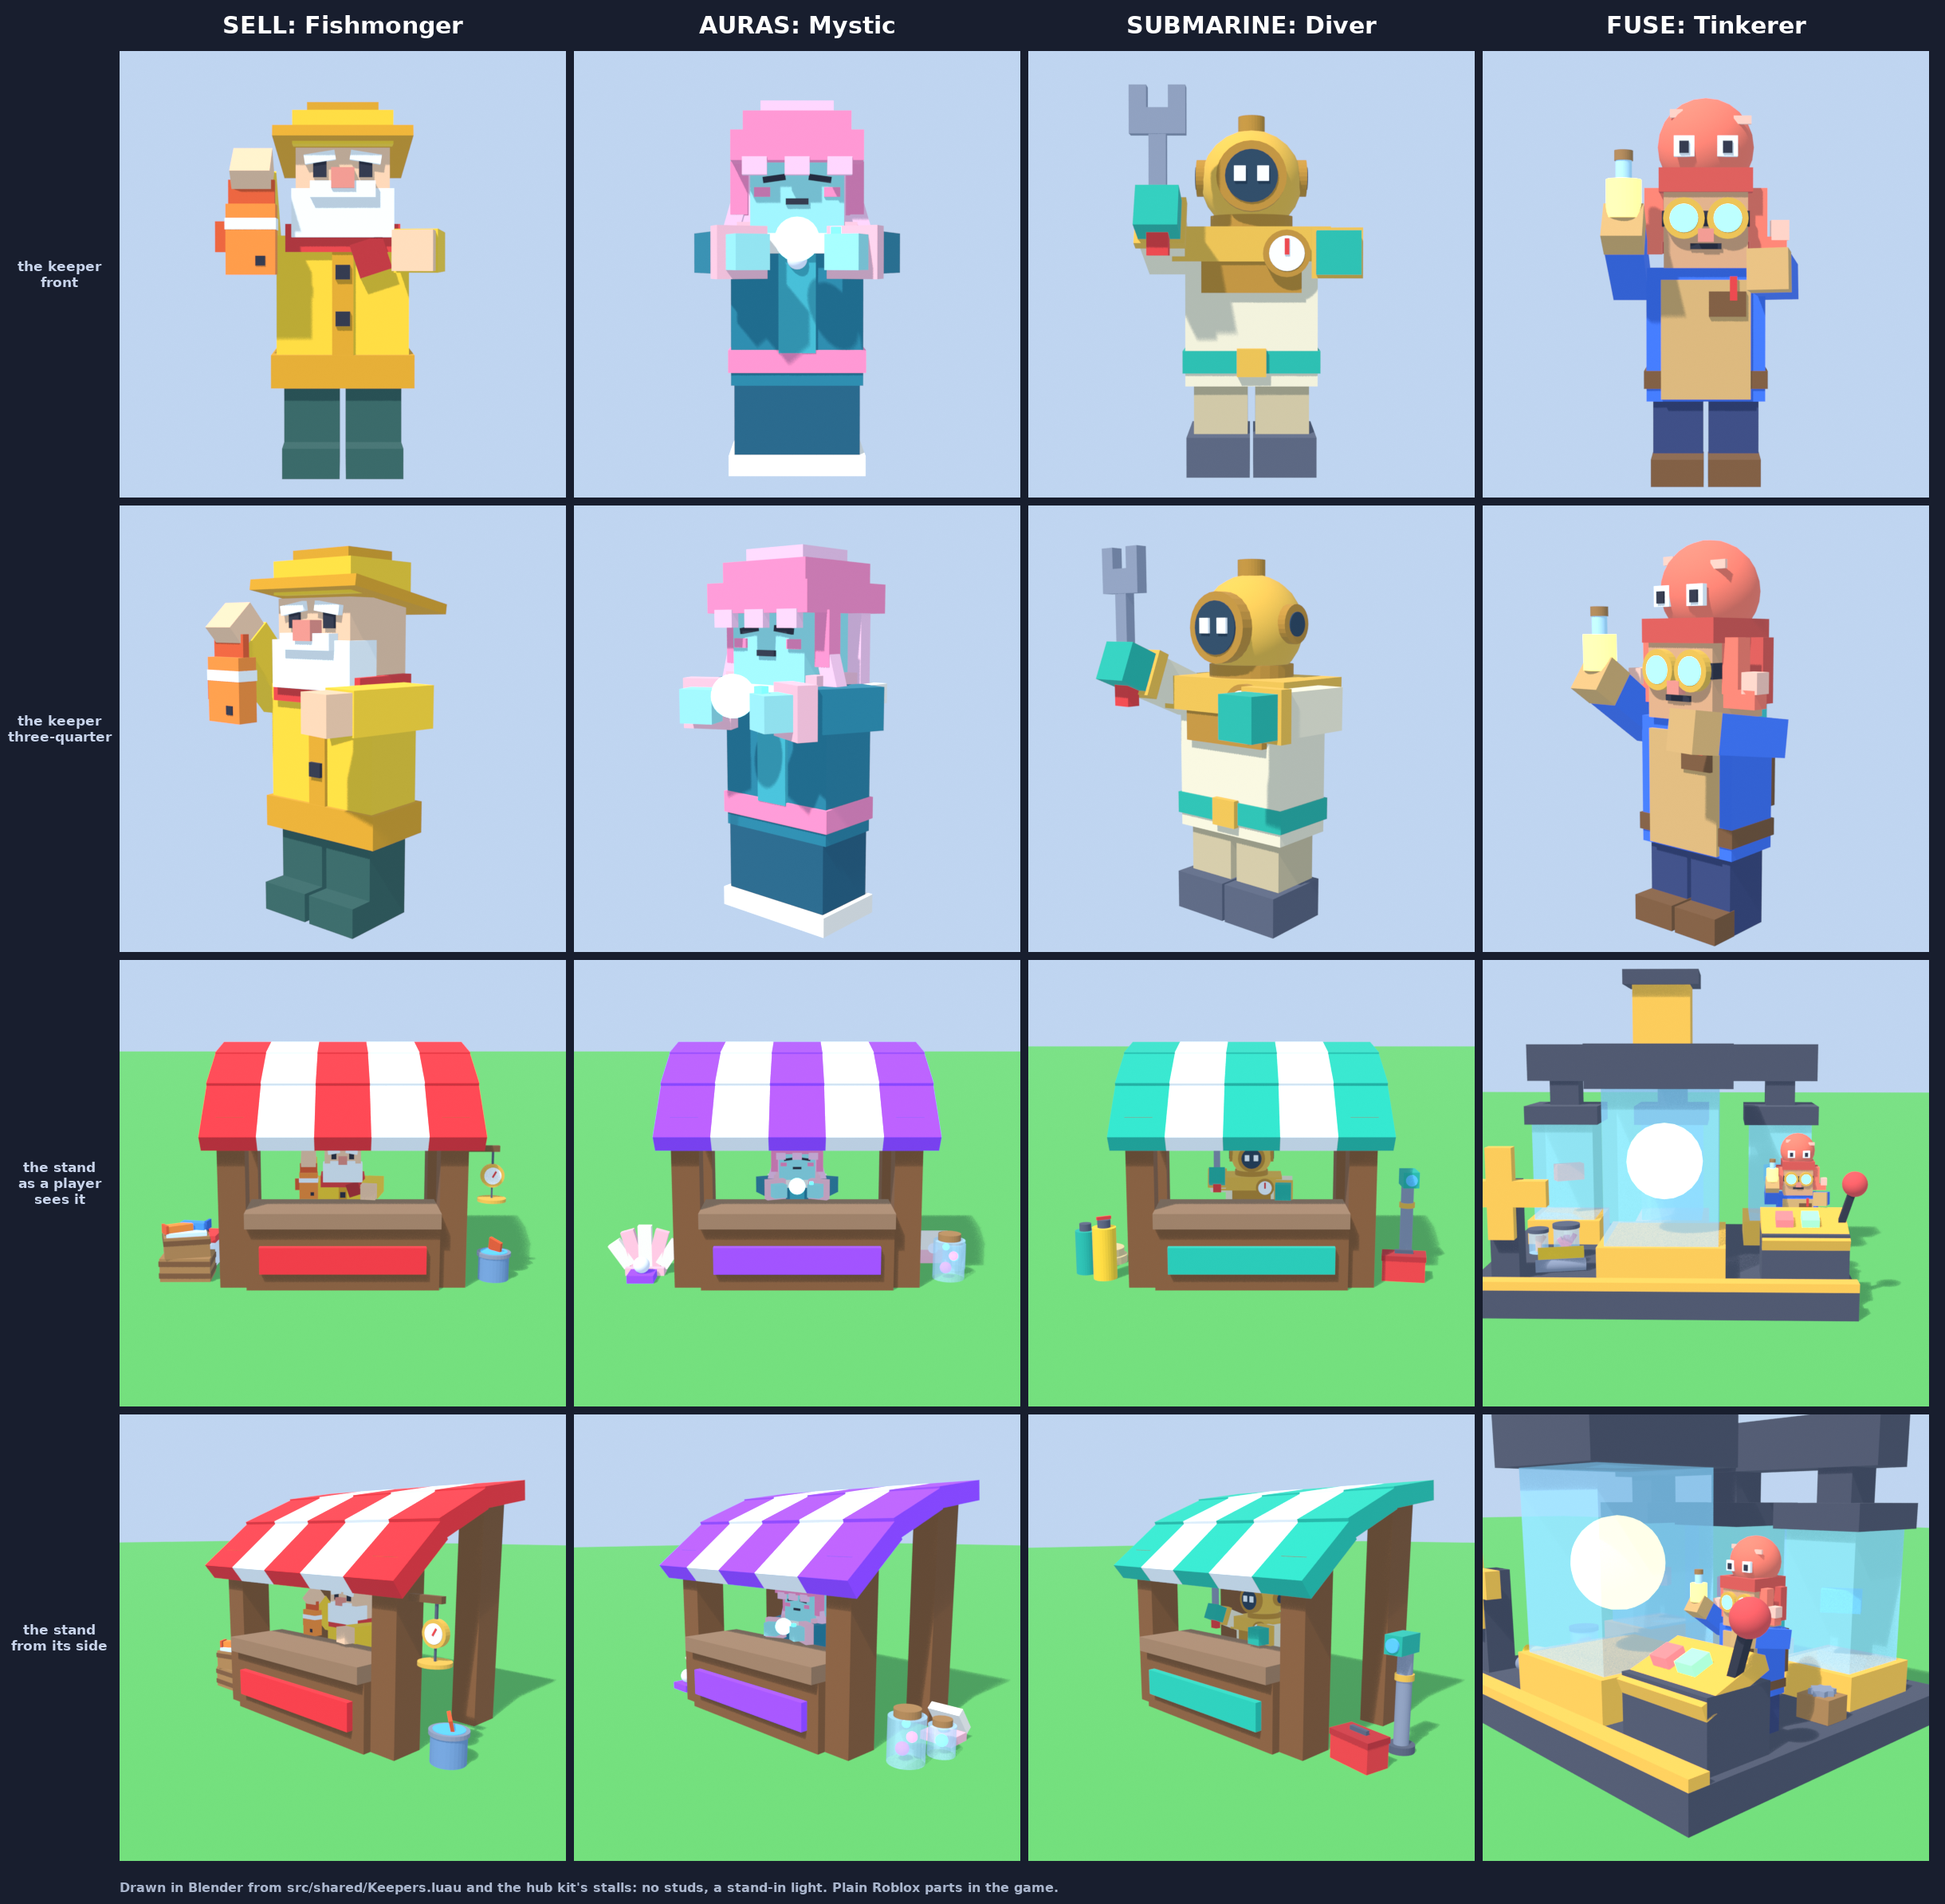 SELL: Fishmonger
AURAS: Mystic
SUBMARINE: Diver
FUSE: Tinkerer
the keeper
front
the keeper
three-quarter
the stand
as a player
sees it
the stand
from its side
Drawn in Blender from src/shared/Keepers.luau and the hub kit's stalls: no studs, a stand-in light. Plain Roblox parts in the game.